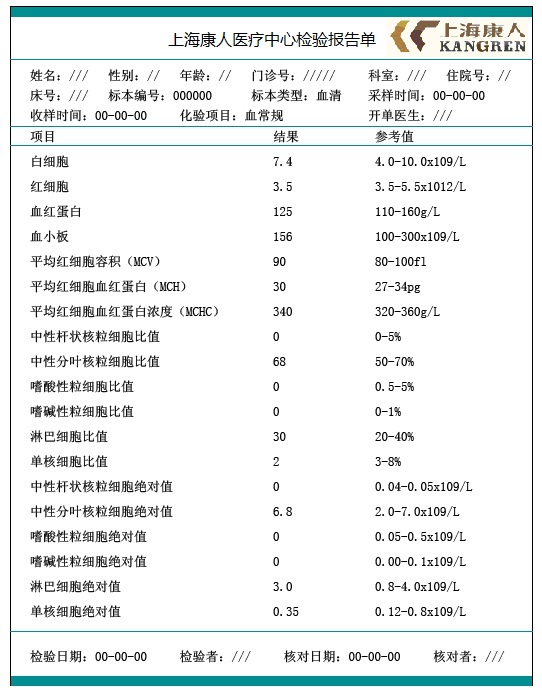 上海康人医疗中心检验报告单
上海康人
KANGREN
姓名：/// 性别：// 年龄：// 门诊号：///// 科室：/// 住院号：//
床号：/// 标本编号：000000 标本类型：血清 采样时间：00-00-00
收样时间：00-00-00 化验项目：血常规 开单医生：///
项目 结果 参考值
白细胞 7.4 4.0-10.0x109/L
红细胞 3.5 3.5-5.5x1012/L
血红蛋白 125 110-160g/L
血小板 156 100-300x109/L
平均红细胞容积（MCV） 90 80-100fl
平均红细胞血红蛋白（MCH） 30 27-34pg
平均红细胞血红蛋白浓度（MCHC） 340 320-360g/L
中性杆状核粒细胞比值 0 0-5%
中性分叶核粒细胞比值 68 50-70%
嗜酸性粒细胞比值 0 0.5-5%
嗜碱性粒细胞比值 0 0-1%
淋巴细胞比值 30 20-40%
单核细胞比值 2 3-8%
中性杆状核粒细胞绝对值 0 0.04-0.05x109/L
中性分叶核粒细胞绝对值 6.8 2.0-7.0x109/L
嗜酸性粒细胞绝对值 0 0.05-0.5x109/L
嗜碱性粒细胞绝对值 0 0.00-0.1x109/L
淋巴细胞绝对值 3.0 0.8-4.0x109/L
单核细胞绝对值 0.35 0.12-0.8x109/L
检验日期：00-00-00 检验者：/// 核对日期：00-00-00 核对者：///